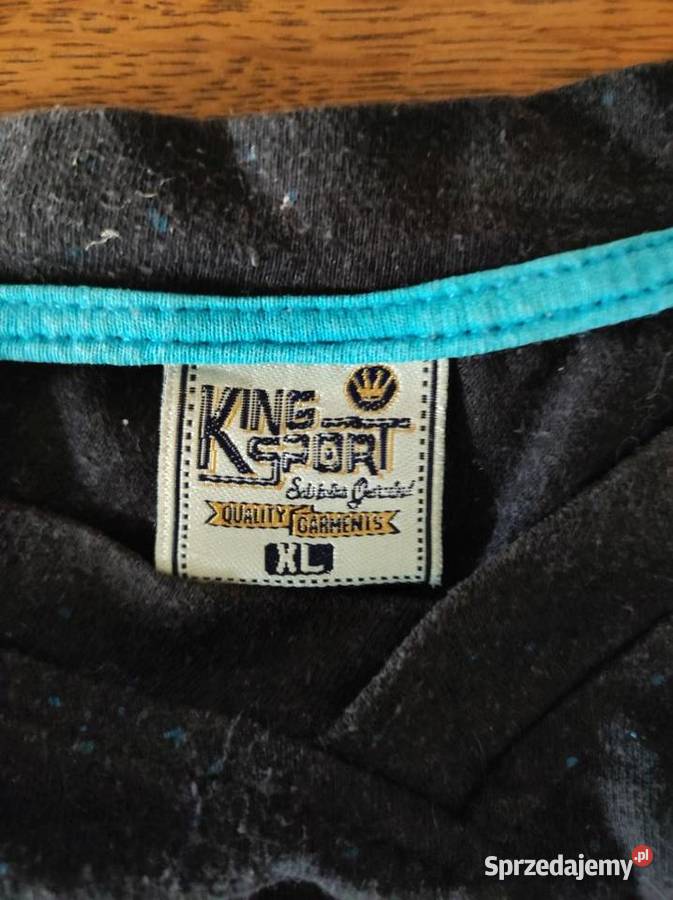 KING
SPORT
QUALITY GARMENTS
XL
Sprzedajemy.pl